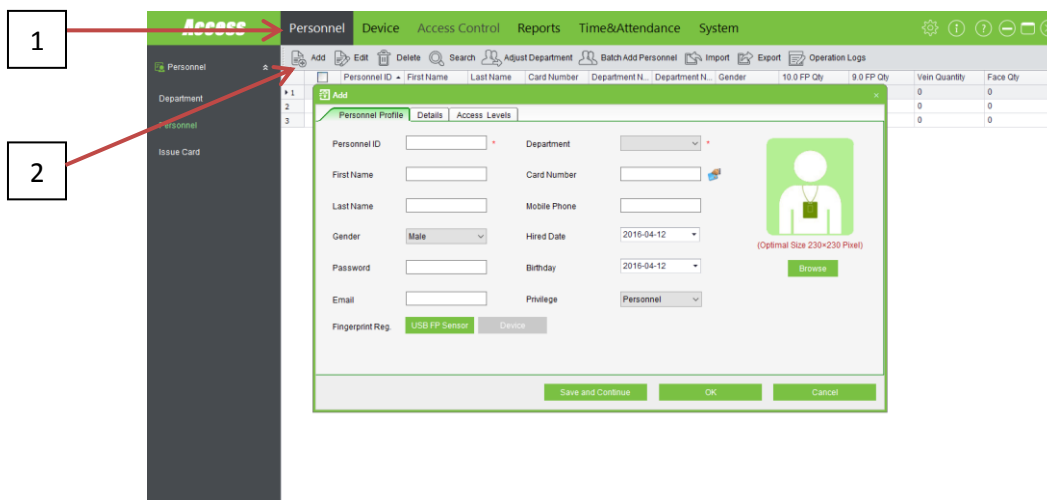 1
2
Access
Personnel Device Access Control Reports Time&Attendance System
Personnel
Department
Personnel
Issue Card
Add Edit Delete Search Adjust Department Batch Add Personnel Import Export Operation Logs
Personnel ID First Name Last Name Card Number Department N... Department N... Gender 10.0 FP Qty 9.0 FP Qty Vein Quantity Face Qty
1 0 0
2 0 0
3 0 0
Add
Personnel Profile Details Access Levels
Personnel ID * Department *
First Name Card Number
Last Name Mobile Phone
Gender Male Hired Date 2016-04-12
(Optimal Size 230×230 Pixel)
Password Birthday 2016-04-12 Browse
Email Privilege Personnel
Fingerprint Reg. USB FP Sensor Device
Save and Continue OK Cancel